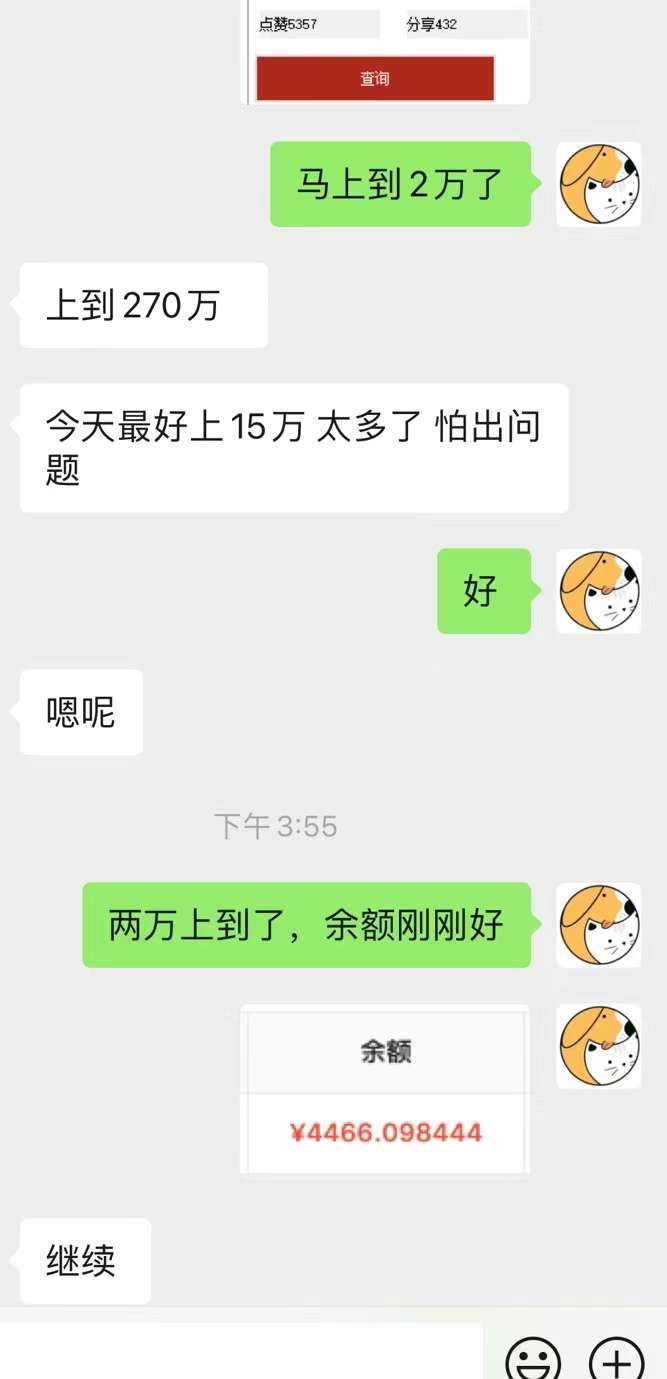 点赞5357 分享432
查询
马上到2万了
上到270万
今天最好上15万 太多了 怕出问
题
好
嗯呢
下午 3:55
两万上到了，余额刚刚好
余额
¥4466.098444
继续